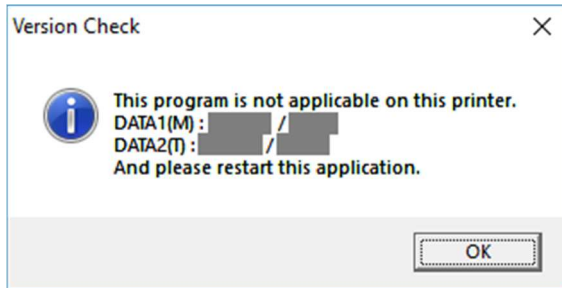 Version Check
This program is not applicable on this printer.
DATA1(M) : /
DATA2(T) : /
And please restart this application.
OK